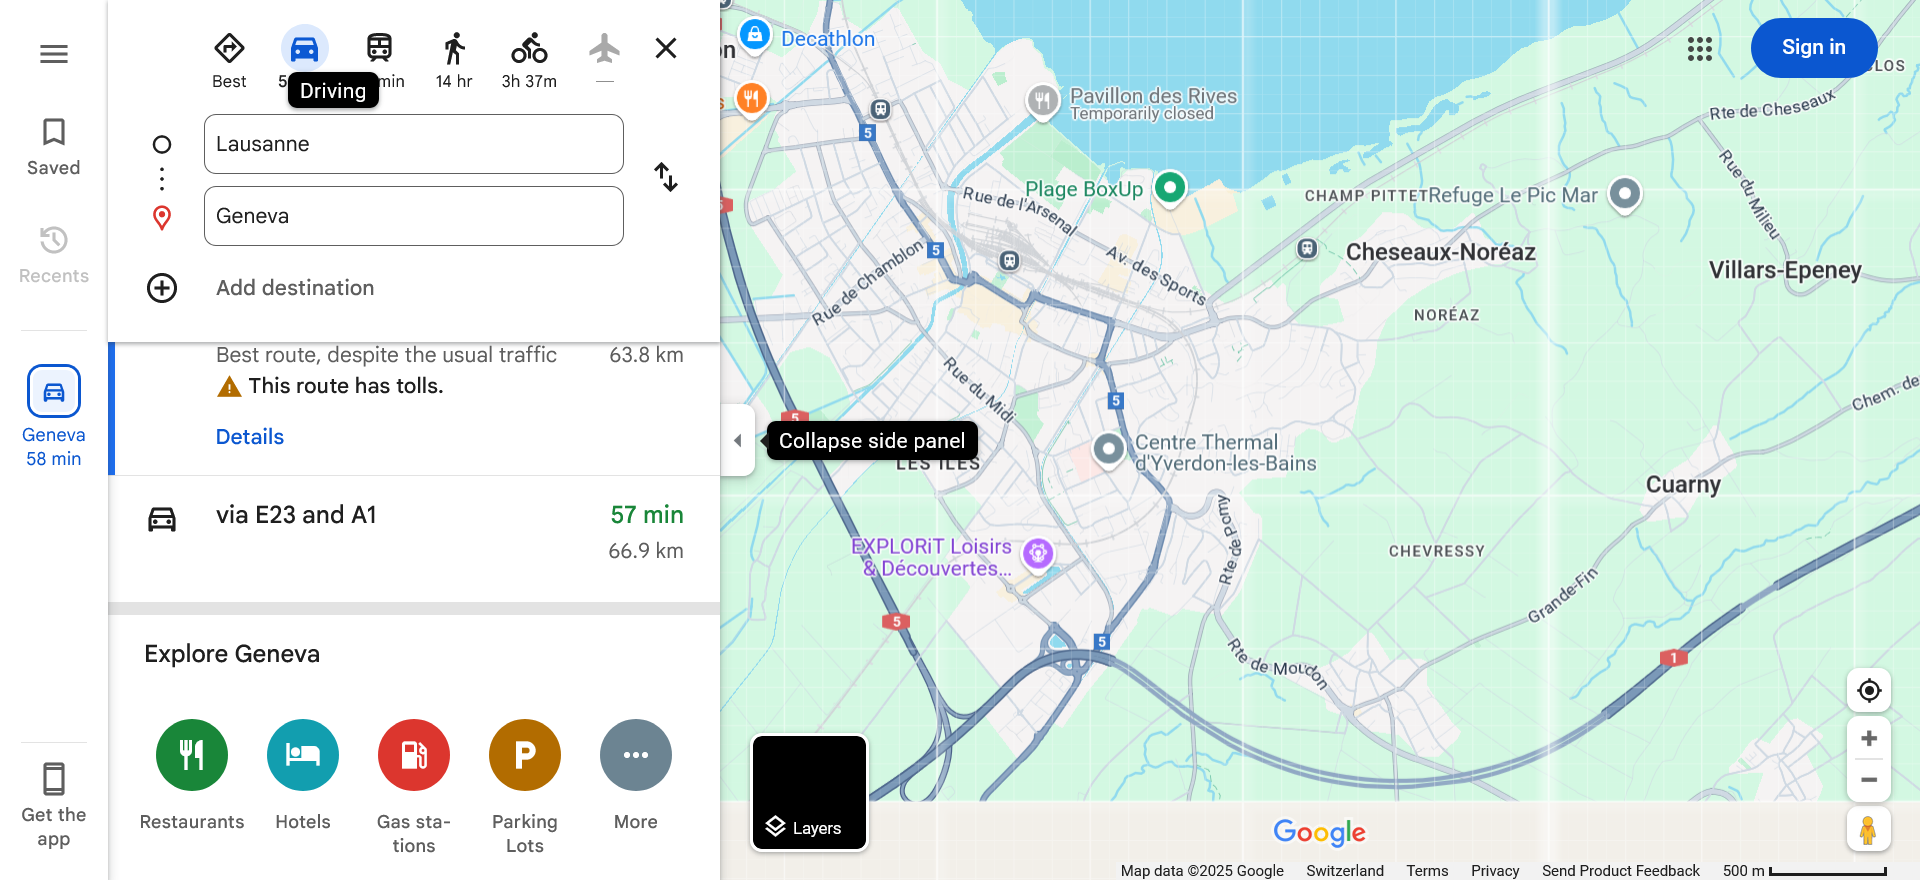 Best
Driving
min
14 hr
3h 37m
—
Lausanne
Geneva
Add destination
Saved
Recents
Geneva
58 min
Get the
app
Best route, despite the usual traffic
63.8 km
This route has tolls.
Details
via E23 and A1
57 min
66.9 km
Explore Geneva
Restaurants
Hotels
Gas sta-
tions
P
Parking
Lots
More
Collapse side panel
Layers
Sign in
Decathlon
Pavillon des Rives
Temporarily closed
Rte de Cheseaux
5
Plage BoxUp
Rue de l'Arsenal
CHAMP PITTET
Refuge Le Pic Mar
Rue du Milieu
5
Rue de Chamblon
Av. des Sports
Cheseaux-Noréaz
Villars-Epeney
NORÉAZ
Rue du Midi
5
5
Chem. de
Centre Thermal
d'Yverdon-les-Bains
LES ÎLES
Cuarny
Rte de Pomy
EXPLORiT Loisirs
& Découvertes...
CHEVRESSY
Grande-Fin
5
5
Rte de Moudon
1
Google
Map data ©2025 Google
Switzerland
Terms
Privacy
Send Product Feedback
500 m